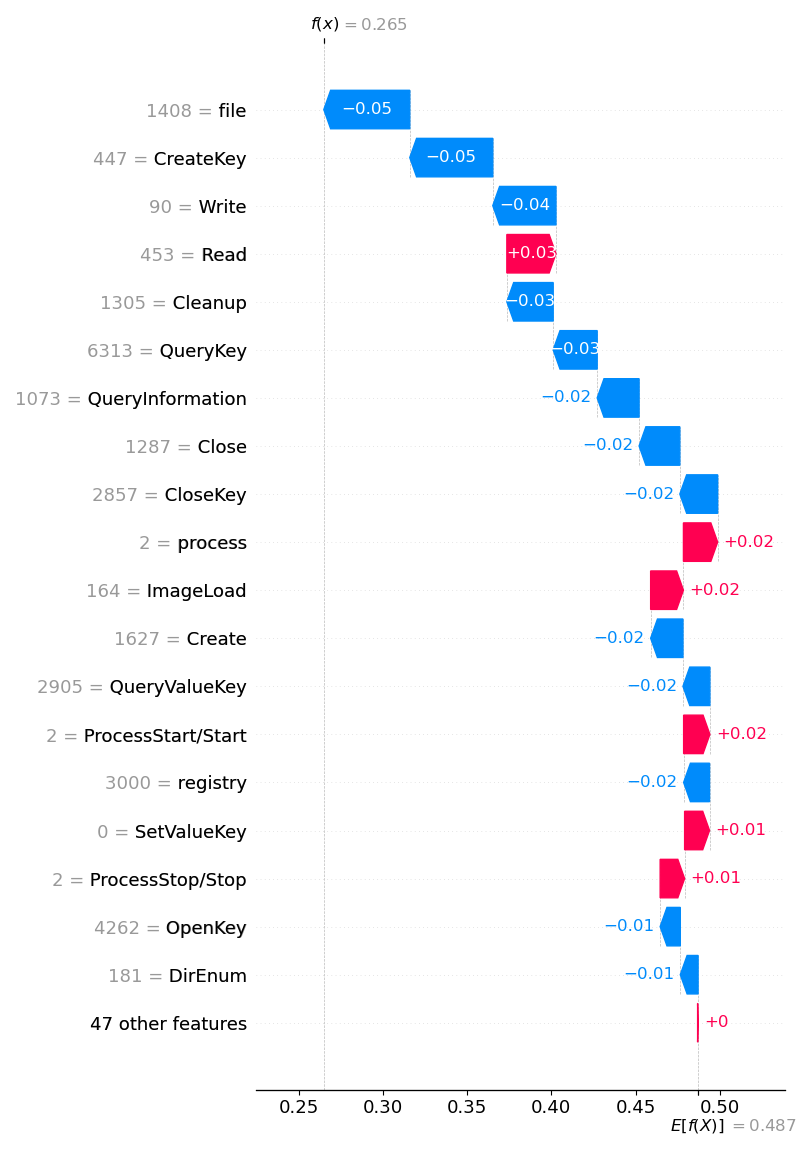 f(x) = 0.265
1408 = file
−0.05
447 = CreateKey
−0.05
90 = Write
−0.04
453 = Read
+0.03
1305 = Cleanup
−0.03
6313 = QueryKey
−0.03
1073 = QueryInformation
−0.02
1287 = Close
−0.02
2857 = CloseKey
−0.02
2 = process
+0.02
164 = ImageLoad
+0.02
1627 = Create
−0.02
2905 = QueryValueKey
−0.02
2 = ProcessStart/Start
+0.02
3000 = registry
−0.02
0 = SetValueKey
+0.01
2 = ProcessStop/Stop
+0.01
4262 = OpenKey
−0.01
181 = DirEnum
−0.01
47 other features
+0
0.25 0.30 0.35 0.40 0.45 0.50
E[f(X)] = 0.487